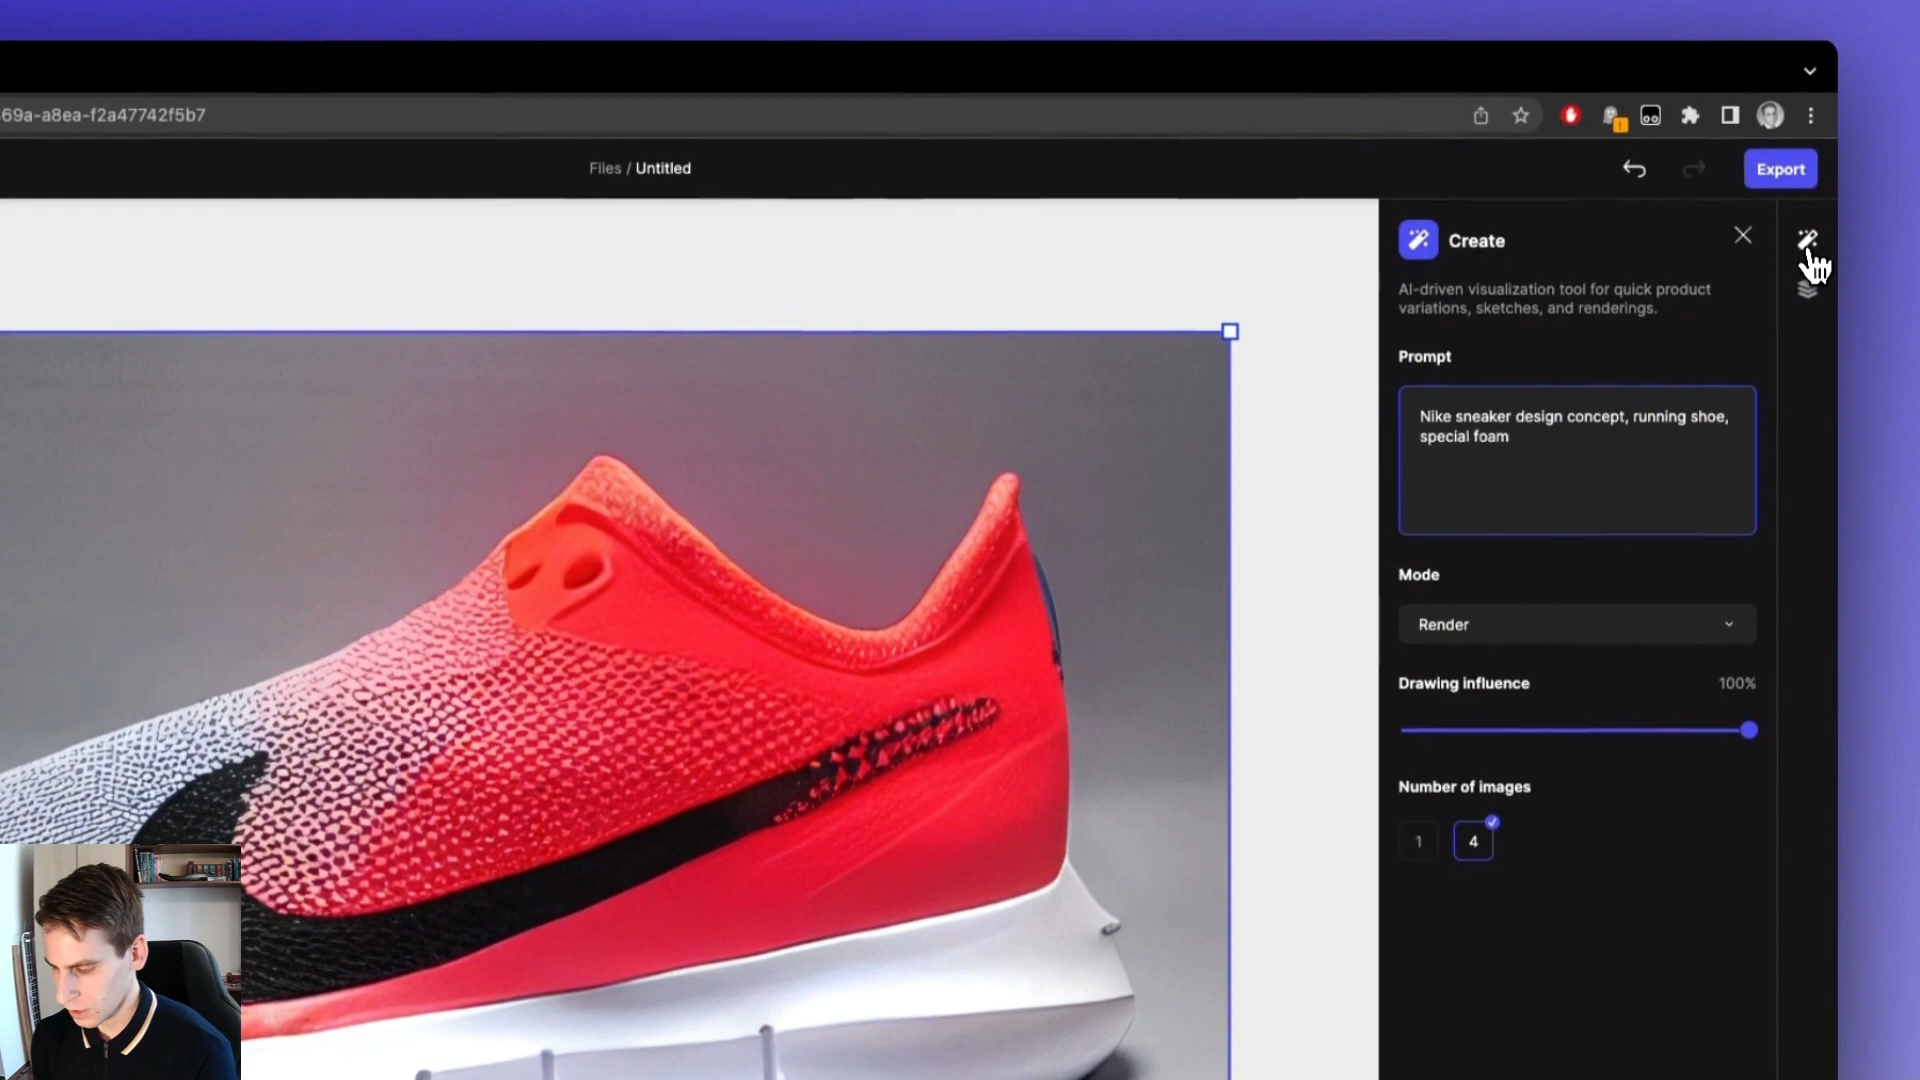 69a-a8ea-f2a47742f5b7
Files / Untitled
Export
Create
AI-driven visualization tool for quick product
variations, sketches, and renderings.
Prompt
Nike sneaker design concept, running shoe,
special foam
Mode
Render
Drawing influence 100%
Number of images
1 4